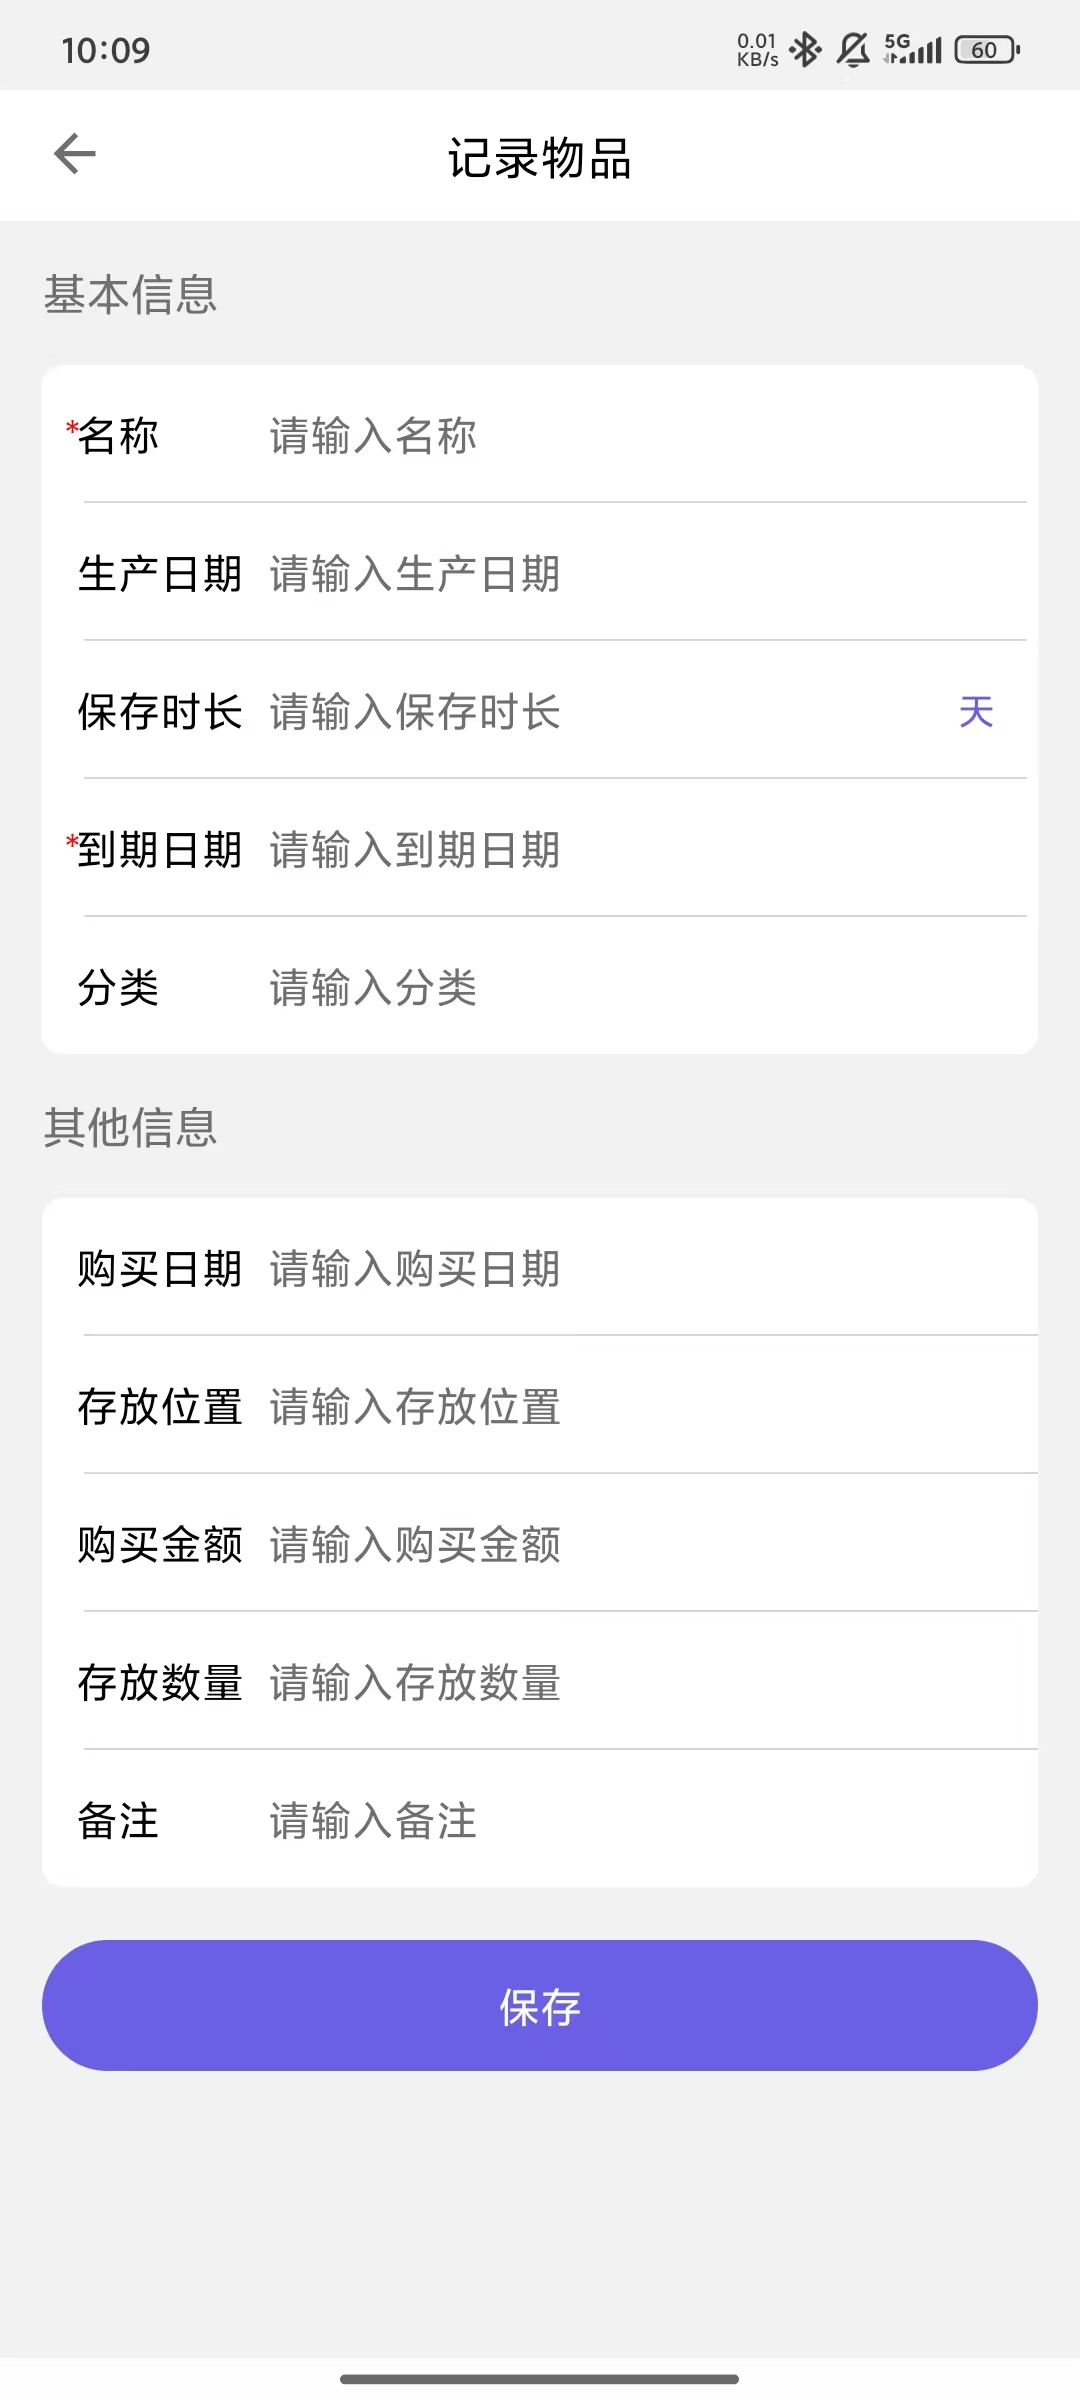 10:09 0.01 KB/s 5G 60
记录物品
基本信息
*名称 请输入名称
生产日期 请输入生产日期
保存时长 请输入保存时长 天
*到期日期 请输入到期日期
分类 请输入分类
其他信息
购买日期 请输入购买日期
存放位置 请输入存放位置
购买金额 请输入购买金额
存放数量 请输入存放数量
备注 请输入备注
保存